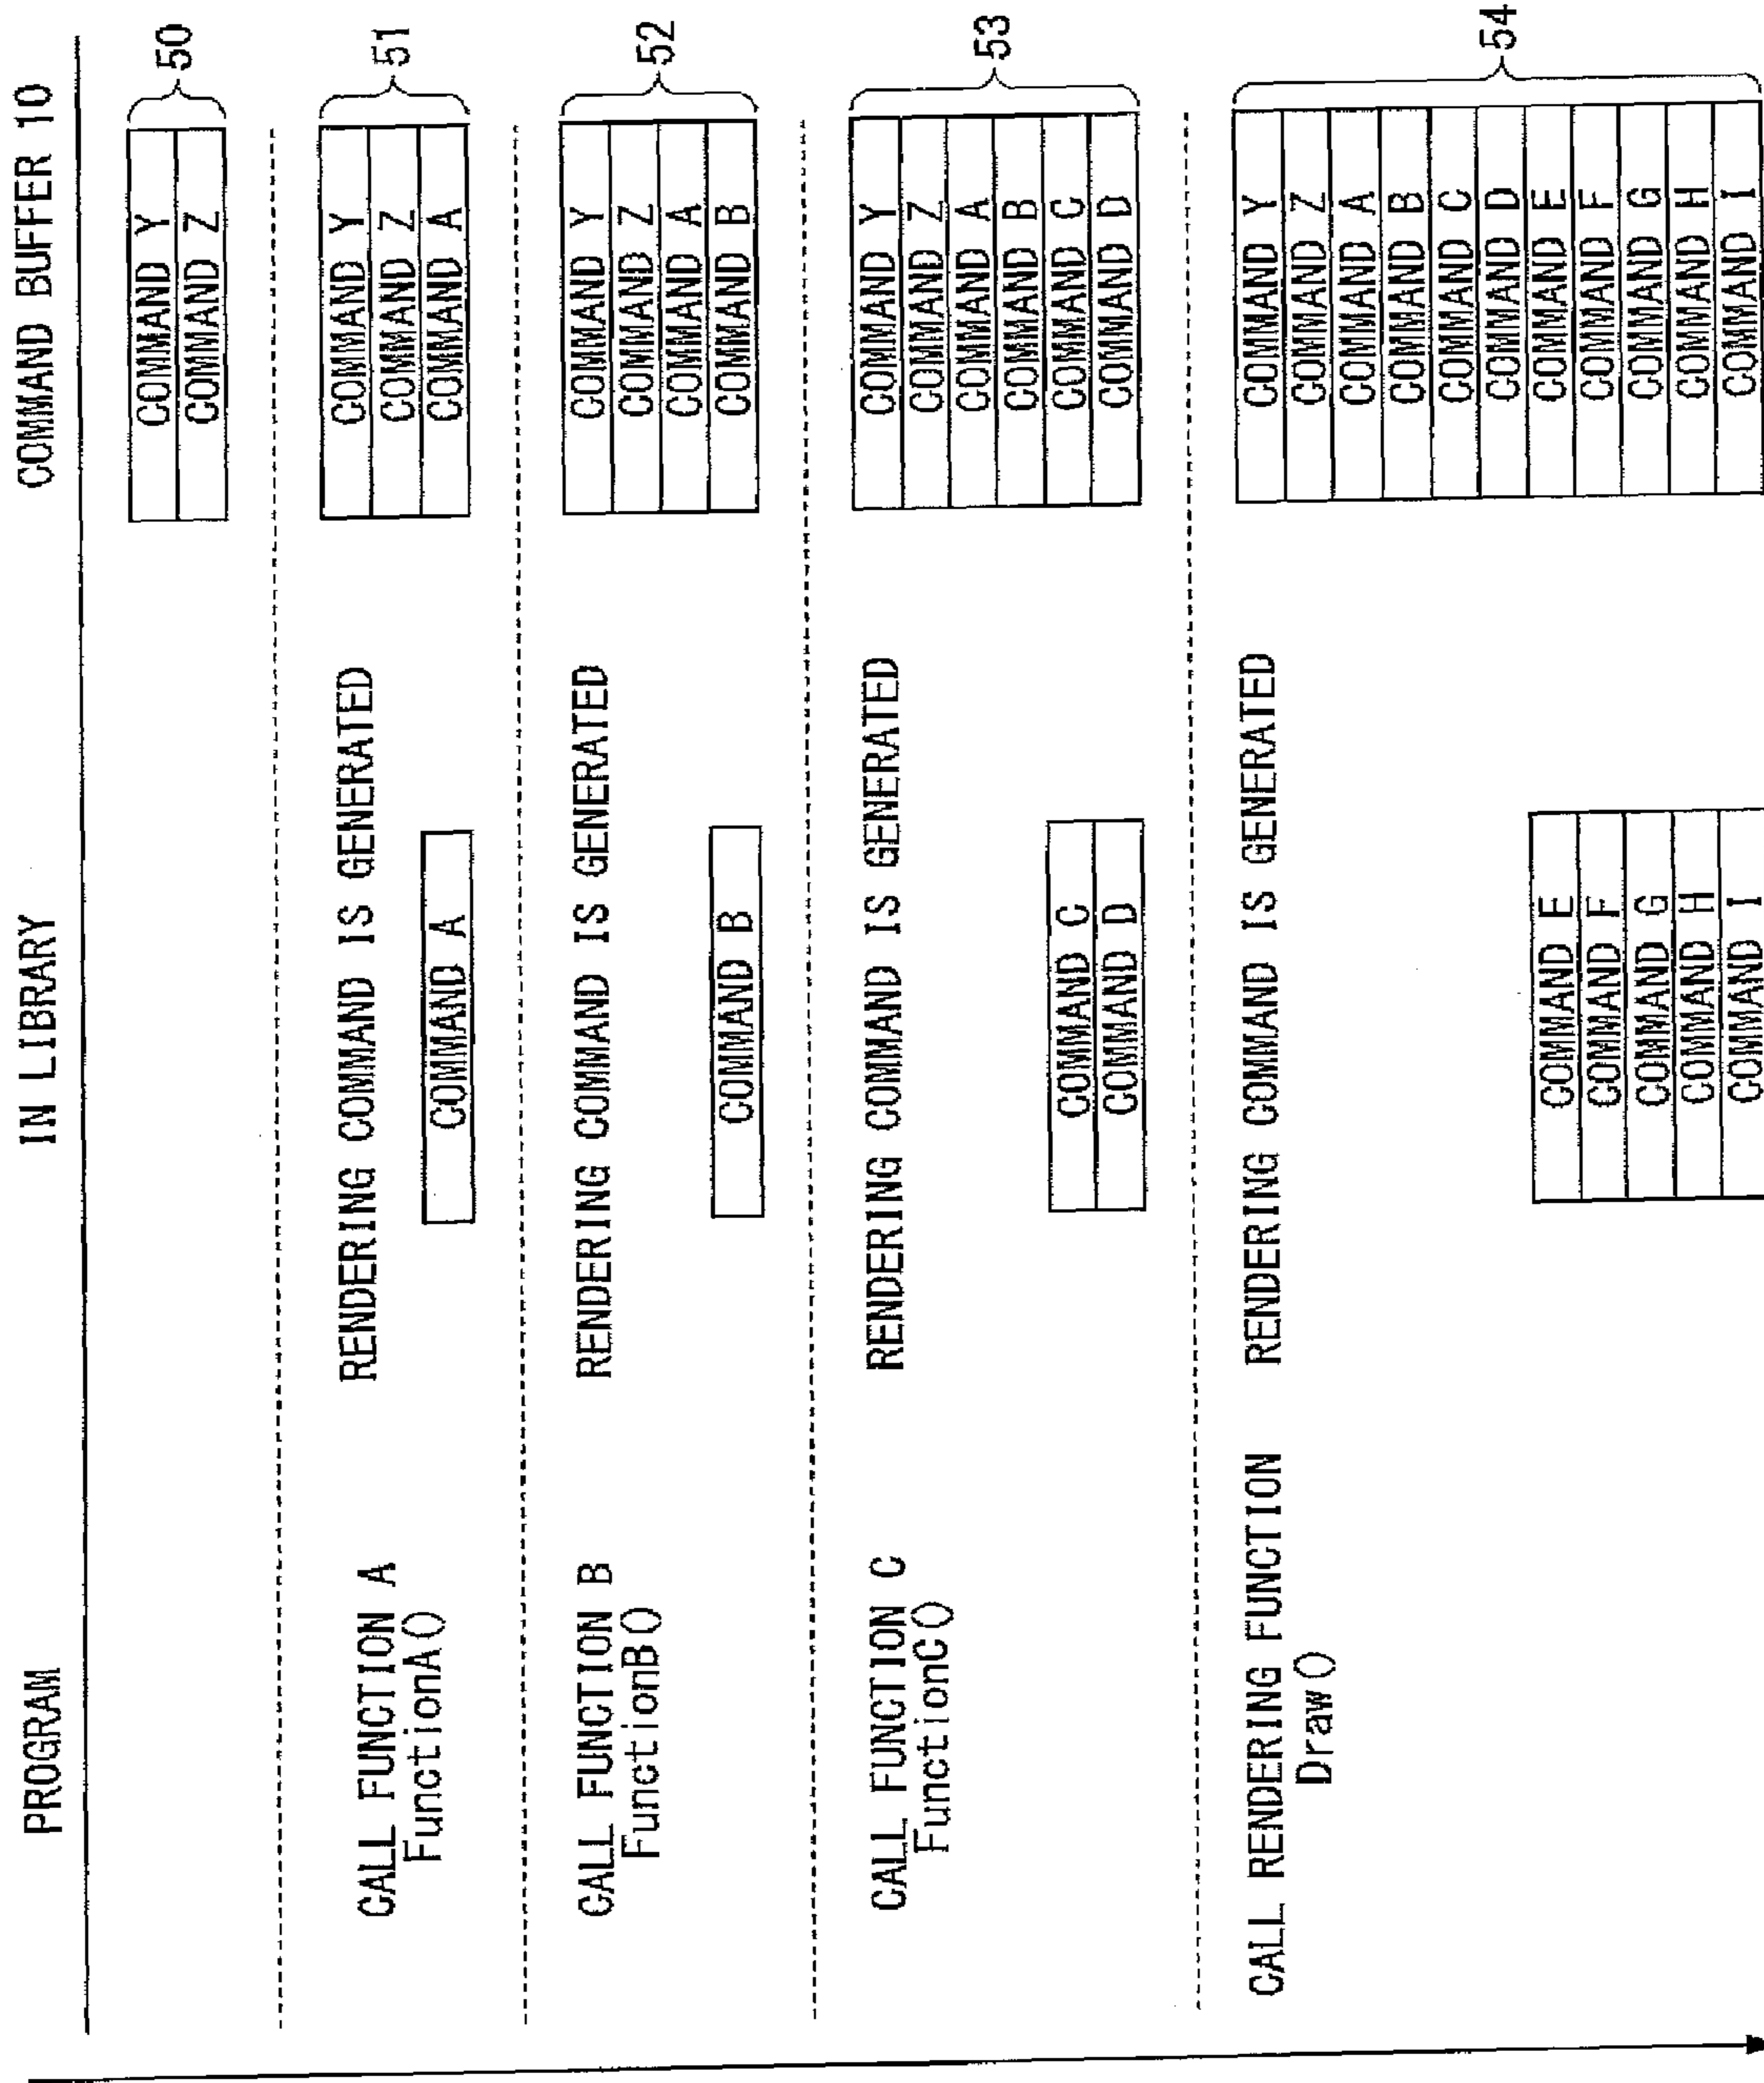 PROGRAM
IN LIBRARY
COMMAND BUFFER 10
COMMAND Y
COMMAND Z
50
CALL FUNCTION A
FunctionA()
RENDERING COMMAND IS GENERATED
COMMAND A
COMMAND Y
COMMAND Z
COMMAND A
51
CALL FUNCTION B
FunctionB()
RENDERING COMMAND IS GENERATED
COMMAND B
COMMAND Y
COMMAND Z
COMMAND A
COMMAND B
52
CALL FUNCTION C
FunctionC()
RENDERING COMMAND IS GENERATED
COMMAND C
COMMAND D
COMMAND Y
COMMAND Z
COMMAND A
COMMAND B
COMMAND C
COMMAND D
53
CALL RENDERING FUNCTION
Draw()
RENDERING COMMAND IS GENERATED
COMMAND E
COMMAND F
COMMAND G
COMMAND H
COMMAND I
COMMAND Y
COMMAND Z
COMMAND A
COMMAND B
COMMAND C
COMMAND D
COMMAND E
COMMAND F
COMMAND G
COMMAND H
COMMAND I
54